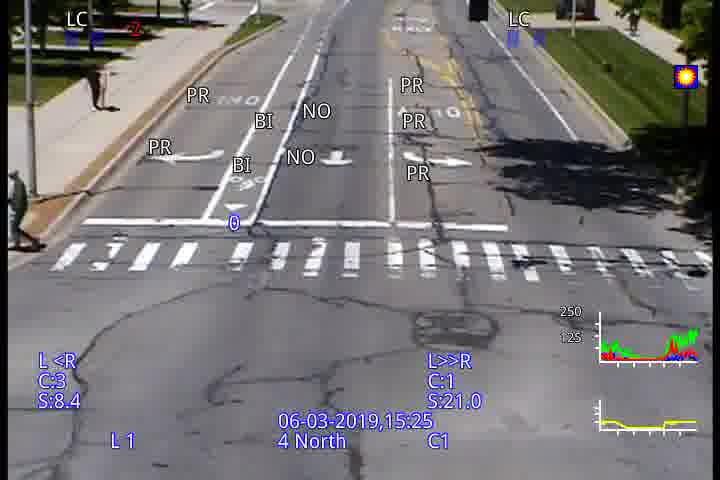 LC
LC
Z
PR
PR
NO
BI
PR
PR
NO
BI
PR
0
250
125
L <R
C:3
S:8.4
L>>R
C:1
S:21.0
06-03-2019,15:25
L 1
4 North
C1